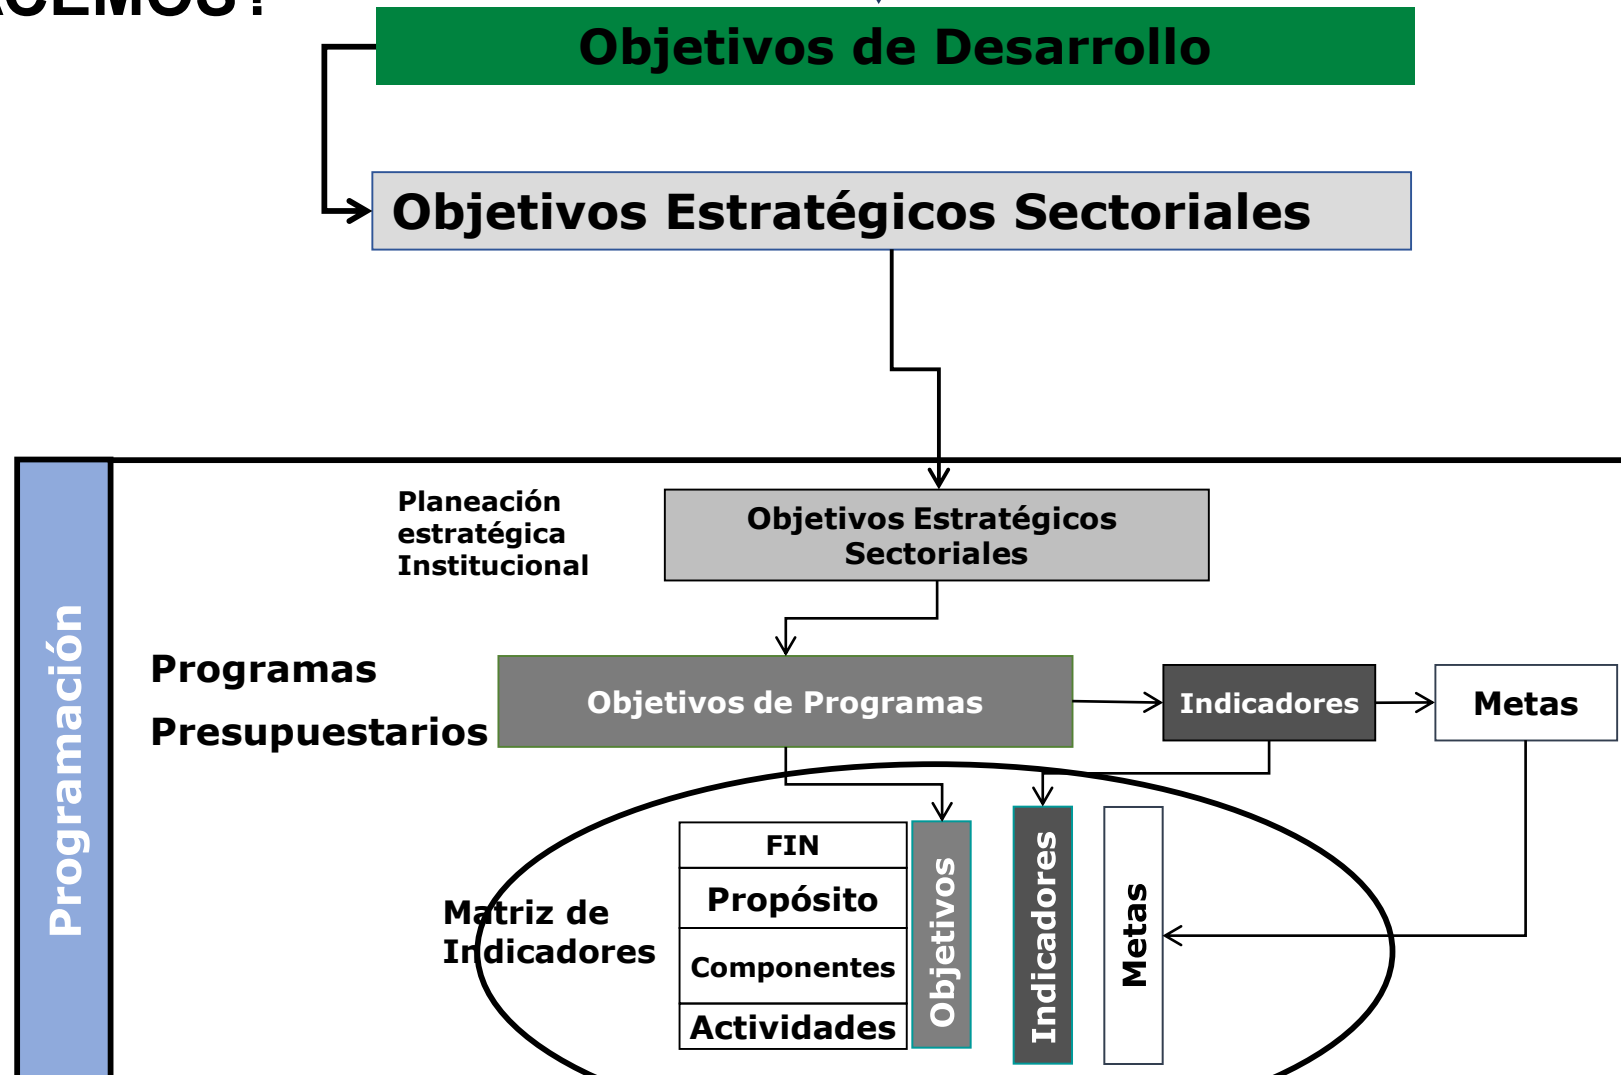 Objetivos de Desarrollo
Objetivos Estratégicos Sectoriales
Planeación
estratégica
Institucional
Objetivos Estratégicos
Sectoriales
Programación
Programas
Presupuestarios
Objetivos de Programas
Indicadores
Metas
Matriz de
Indicadores
FIN
Propósito
Componentes
Actividades
Objetivos
Indicadores
Metas